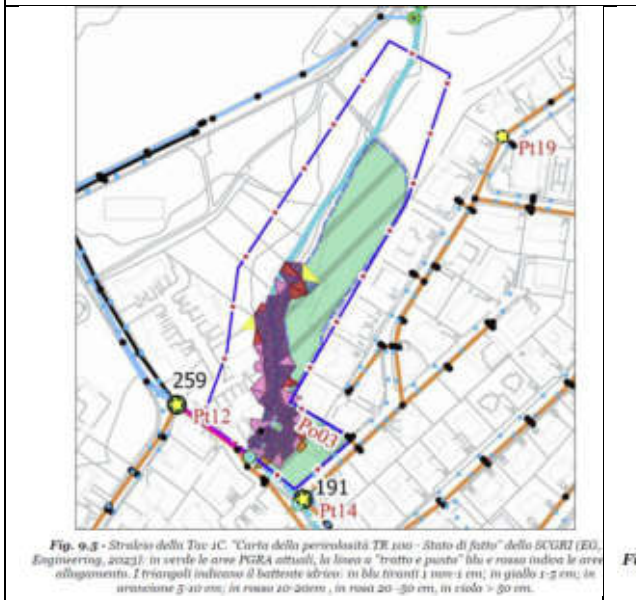 Pt19
259
Pt12
Po03
191
Pt14
Fig. 9.5 - Stralcio della Tav 1C. "Carta della pericolosità TR 100 - Stato di fatto" dello SCGRI (EG,
Engineering, 2023): in verde le aree PGRA attuali, la linea a "tratto e punto" blu e rosso indica le aree
allagamento. I triangoli indicano il battente idrico: in blu tiranti 1 mm-1 cm; in giallo 1-5 cm; in
arancione 5-10 cm; in rosso 10-20cm , in rosa 20 -50 cm, in viola > 50 cm.